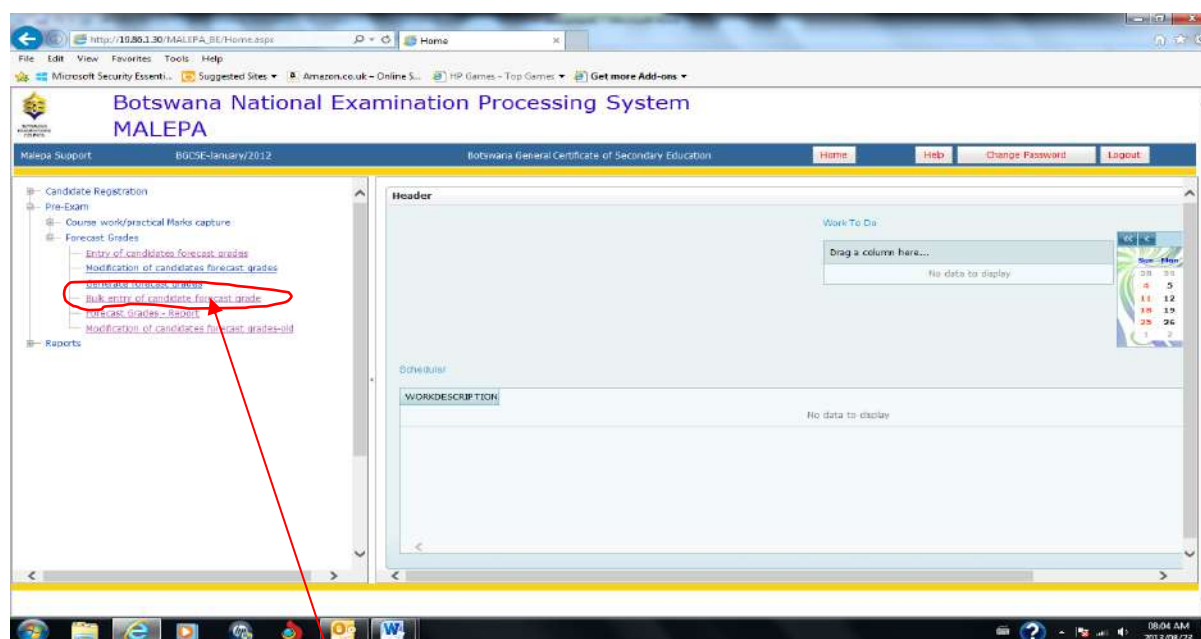 http://10.86.1.30/MALEPA_BE/Home.aspx
Home
File Edit View Favorites Tools Help
Microsoft Security Essenti... Suggested Sites Amazon.co.uk – Online S... HP Games - Top Games Get more Add-ons
Botswana National Examination Processing System
MALEPA
Malepa Support BGCSE-January/2012 Botswana General Certificate of Secondary Education Home Help Change Password Logout
Candidate Registration
Pre-Exam
Course work/practical Marks capture
Forecast Grades
Entry of candidates forecast grades
Modification of candidates forecast grades
Generate forecast grades
Bulk entry of candidate forecast grade
Forecast Grades - Report
Modification of candidates forecast grades-old
Reports
Header
Work To Do
Drag a column here...
No data to display
Sun Mon
4 5
11 12
18 19
25 26
1 2
Scheduler
WORKDESCRIPTION
No data to display
08:04 AM